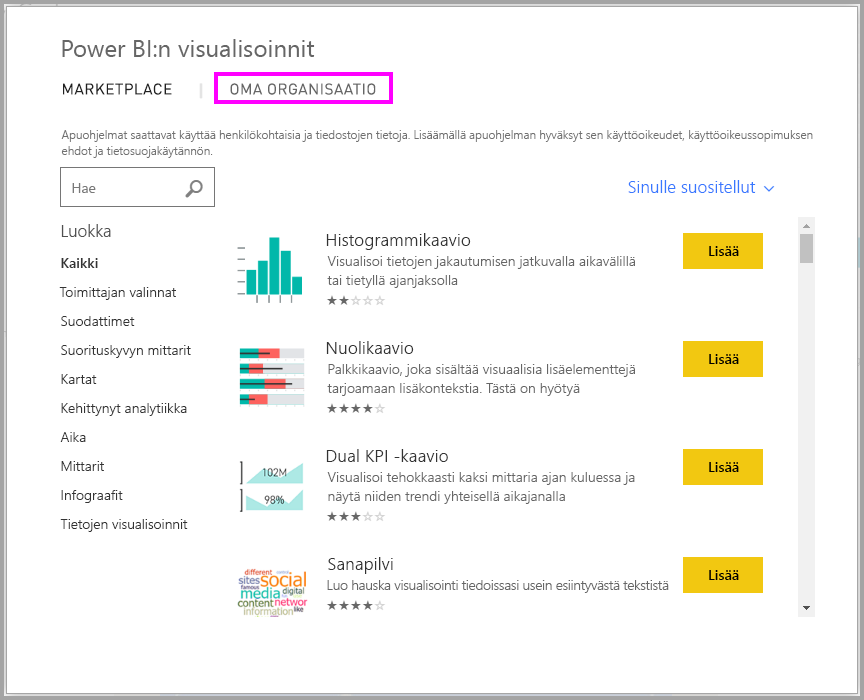 Power BI:n visualisoinnit
MARKETPLACE | OMA ORGANISAATIO
Apuohjelmat saattavat käyttää henkilökohtaisia ja tiedostojen tietoja. Lisäämällä apuohjelman hyväksyt sen käyttöoikeudet, käyttöoikeussopimuksen
ehdot ja tietosuojakäytännön.
Hae
Sinulle suositellut
Luokka
Kaikki
Toimittajan valinnat
Suodattimet
Suorituskyvyn mittarit
Kartat
Kehittynyt analytiikka
Aika
Mittarit
Infograafit
Tietojen visualisoinnit
Histogrammikaavio
Visualisoi tietojen jakautumisen jatkuvalla aikavälillä
tai tietyllä ajanjaksolla
Lisää
Nuolikaavio
Palkkikaavio, joka sisältää visuaalisia lisäelementtejä
tarjoamaan lisäkontekstia. Tästä on hyötyä
Lisää
102M
98%
Dual KPI -kaavio
Visualisoi tehokkaasti kaksi mittaria ajan kuluessa ja
näytä niiden trendi yhteisellä aikajanalla
Lisää
different
sites social
famous
media digital
content networ
information like
Sanapilvi
Luo hauska visualisointi tiedoissasi usein esiintyvästä tekstistä
Lisää